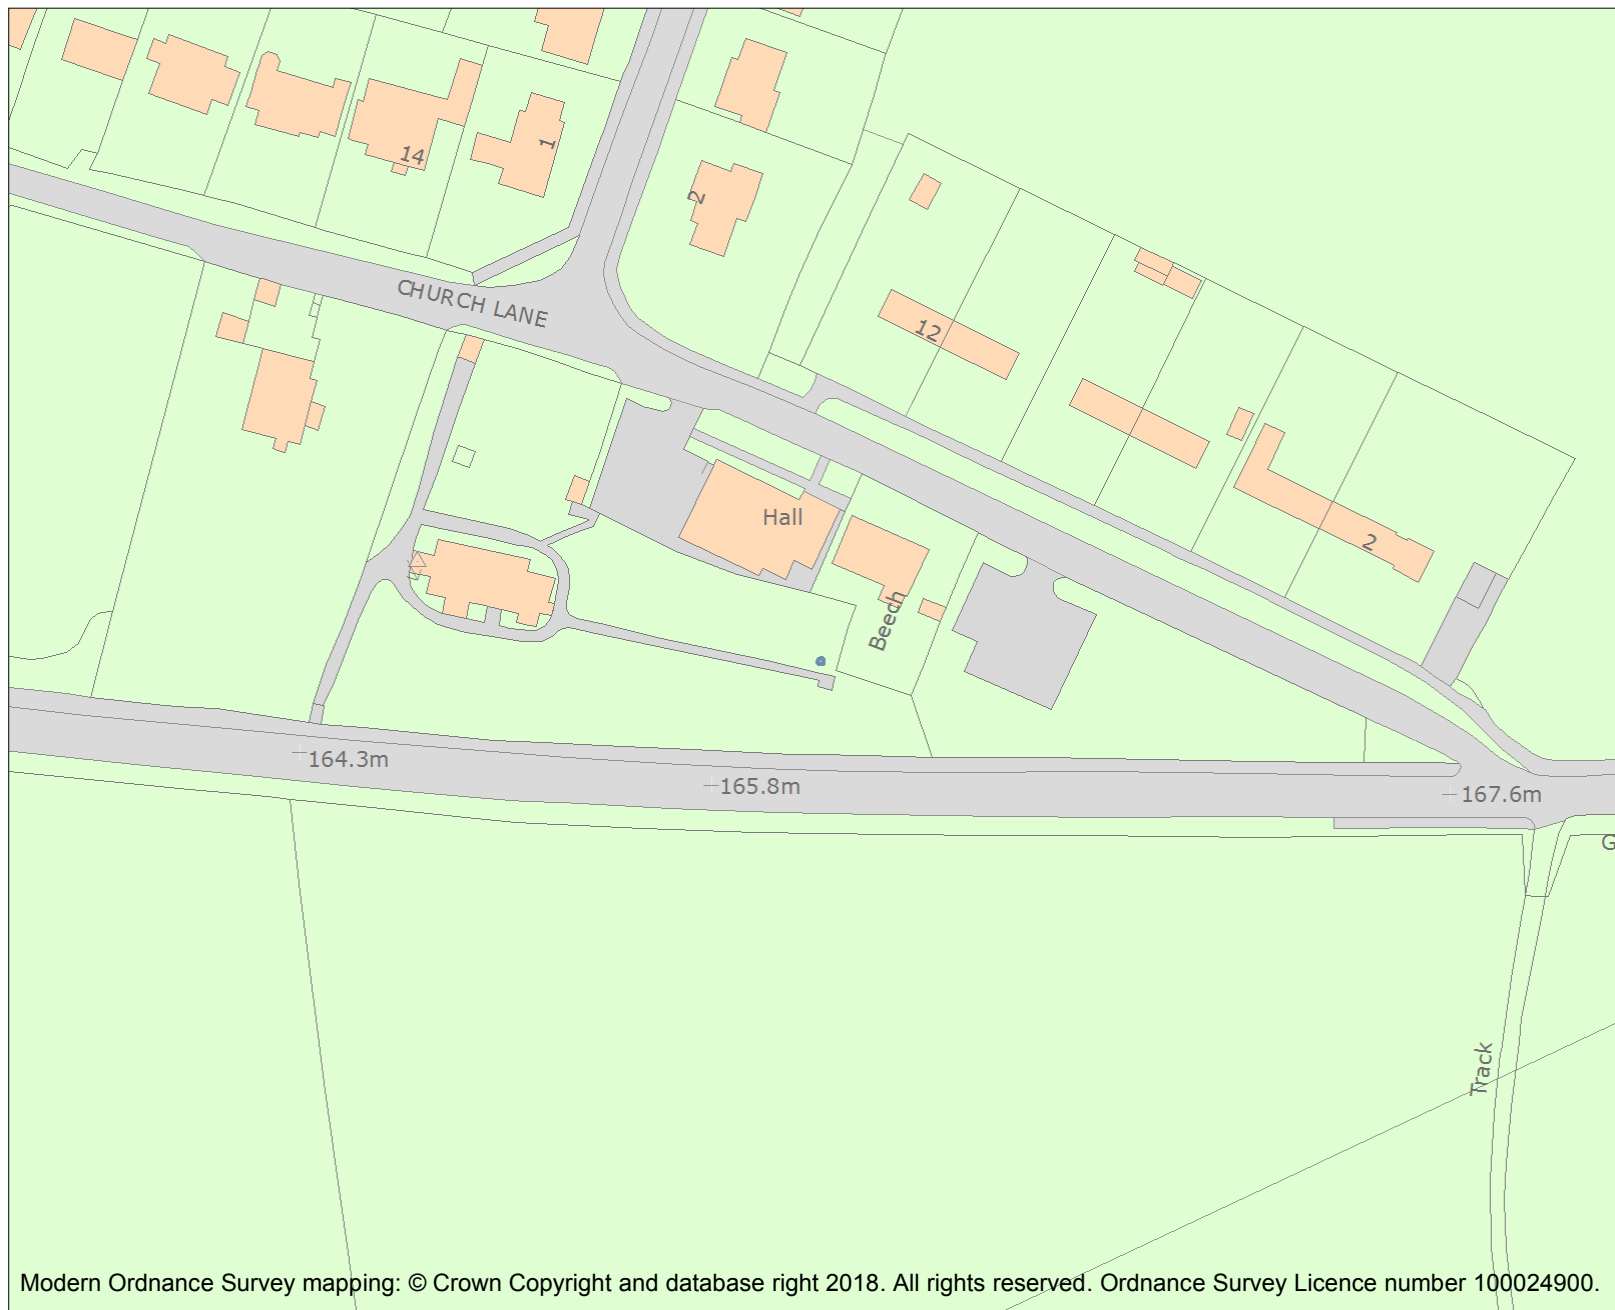 14
1
2
CHURCH LANE
12
Hall
2
Beech
164.3m
165.8m
167.6m
G
Track
Modern Ordnance Survey mapping: © Crown Copyright and database right 2018. All rights reserved. Ordnance Survey Licence number 100024900.